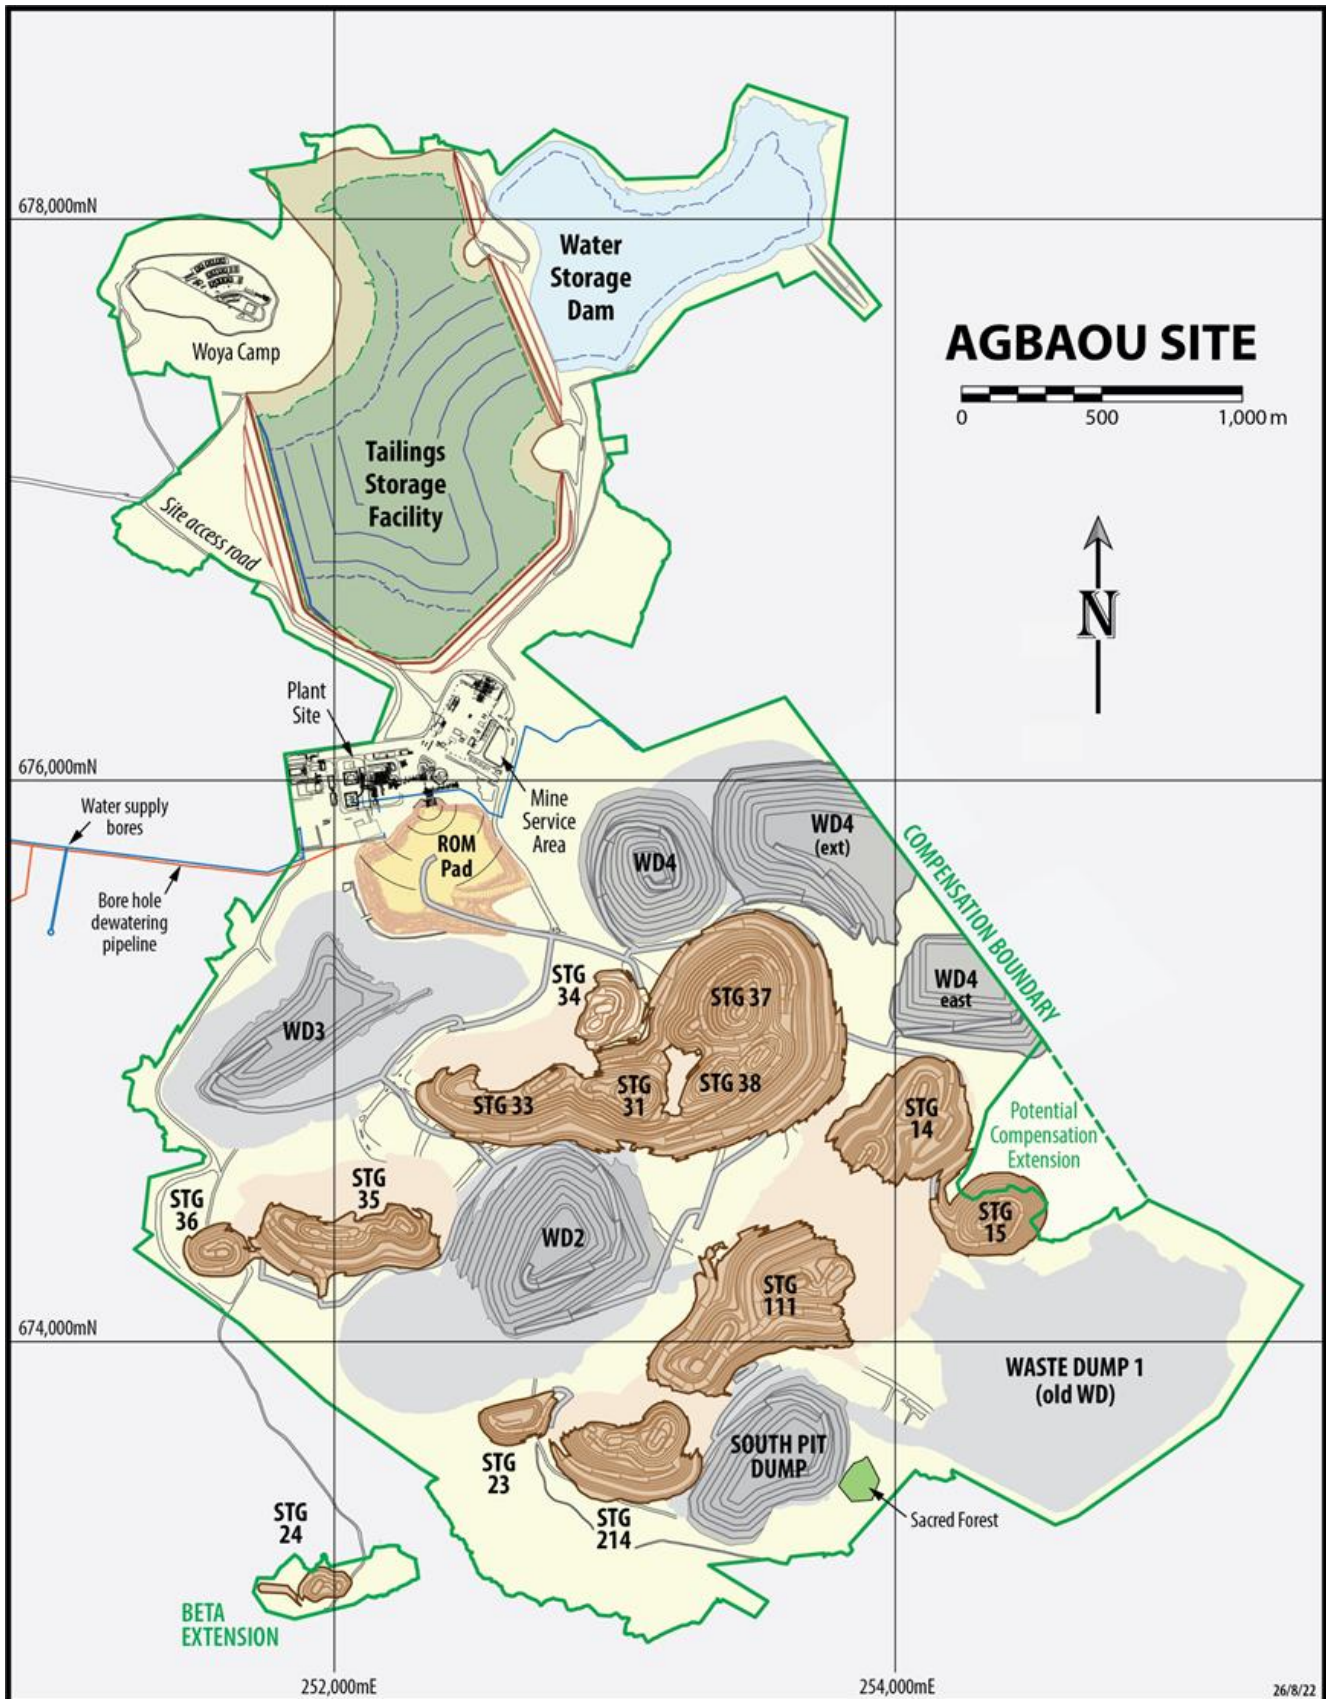 678,000mN
Water
Storage
Dam
Woya Camp
AGBAOU SITE
0 500 1,000 m
Tailings
Storage
Facility
Site access road
N
Plant
Site
676,000mN
Water supply
bores
Mine
Service
Area
ROM
Pad
WD4
WD4
(ext)
COMPENSATION BOUNDARY
Bore hole
dewatering
pipeline
STG
34
STG 37
WD4
east
WD3
STG 33
STG
31
STG 38
STG
14
Potential
Compensation
Extension
STG
35
STG
36
STG
15
WD2
STG
111
674,000mN
WASTE DUMP 1
(old WD)
SOUTH PIT
DUMP
STG
23
STG
24
STG
214
Sacred Forest
BETA
EXTENSION
252,000mE
254,000mE
26/8/22